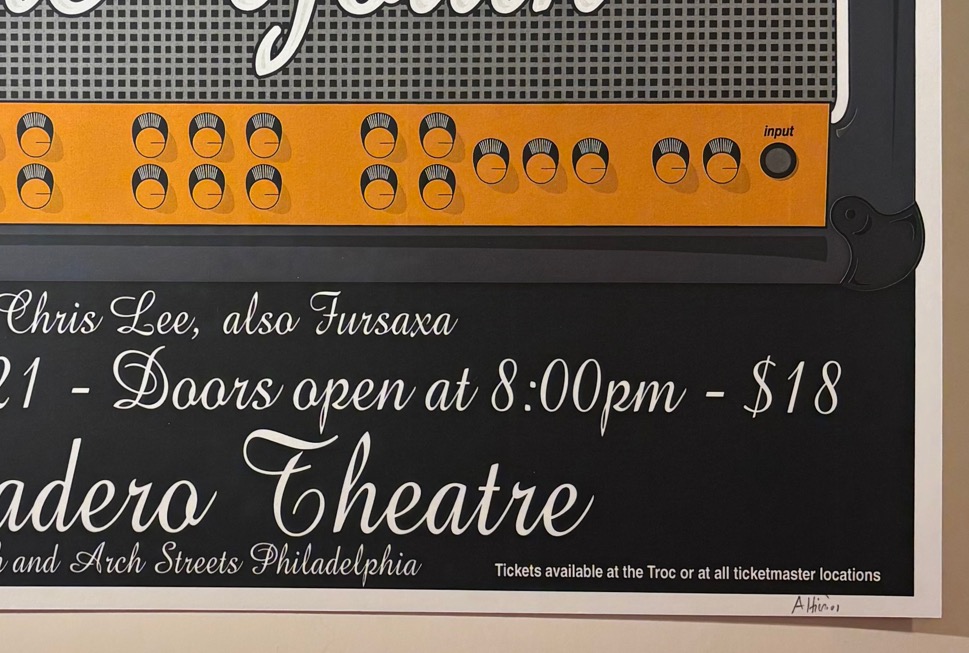 input
Chris Lee, also Fursaxa
21 - Doors open at 8:00pm - $18
adero Theatre
h and Arch Streets Philadelphia
Tickets available at the Troc or at all ticketmaster locations